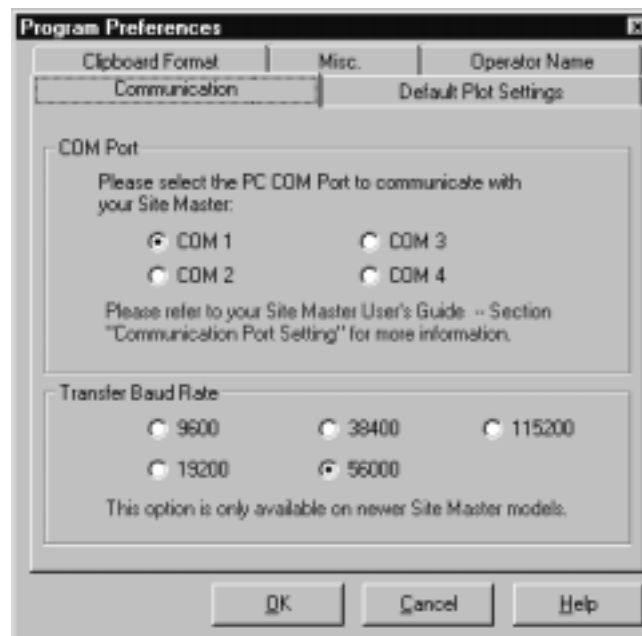 Program Preferences
Clipboard Format
Misc.
Operator Name
Communication
Default Plot Settings
COM Port
Please select the PC COM Port to communicate with
your Site Master:
COM 1
COM 3
COM 2
COM 4
Please refer to your Site Master User's Guide -- Section
"Communication Port Setting" for more information.
Transfer Baud Rate
9600
38400
115200
19200
56000
This option is only available on newer Site Master models.
OK
Cancel
Help